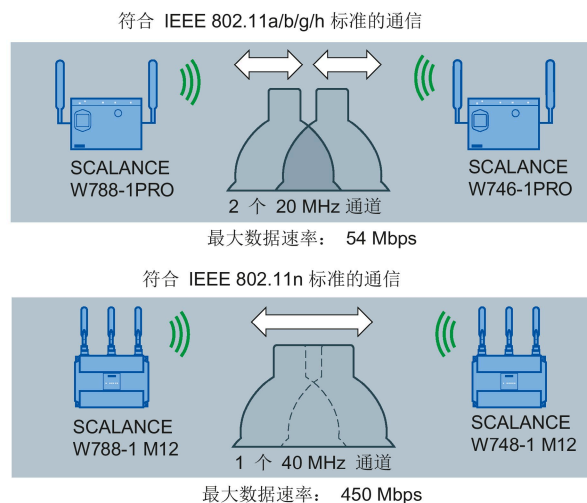 符合 IEEE 802.11a/b/g/h 标准的通信
SCALANCE
W788-1PRO
SCALANCE
W746-1PRO
2 个 20 MHz 通道
最大数据速率： 54 Mbps
符合 IEEE 802.11n 标准的通信
SCALANCE
W788-1 M12
SCALANCE
W748-1 M12
1 个 40 MHz 通道
最大数据速率： 450 Mbps